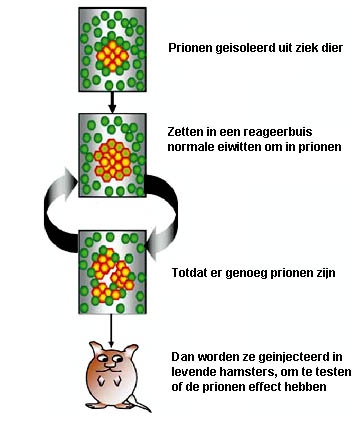 Prionen geisoleerd uit ziek dier
Zetten in een reageerbuis
normale eiwitten om in prionen
Totdat er genoeg prionen zijn
Dan worden ze geinjecteerd in
levende hamsters, om te testen
of de prionen effect hebben